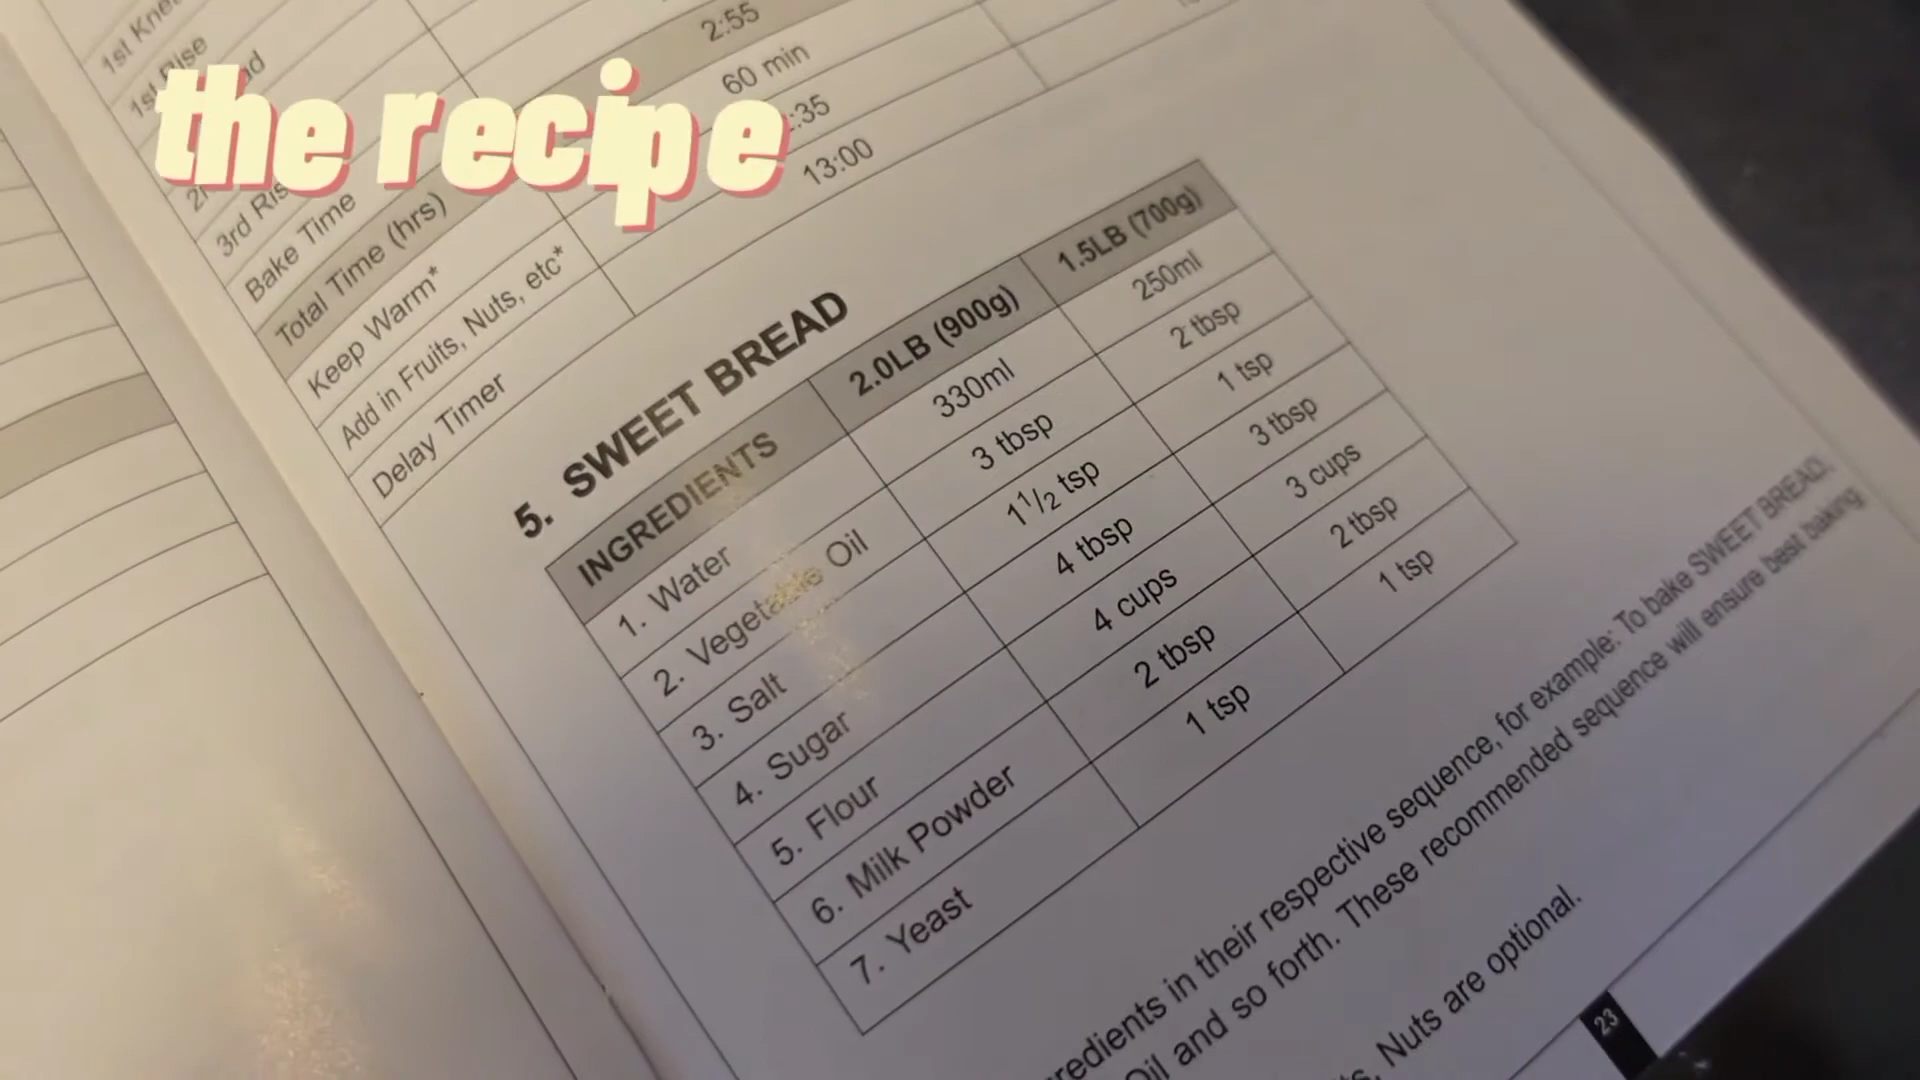 the recipe
1st
1st Rise
3rd
Bake Time
Total Time (hrs) 2:55
Keep Warm* 60 min
Add in Fruits, Nuts, etc* :35
Delay Timer 13:00
5. SWEET BREAD
INGREDIENTS 2.0LB (900g) 1.5LB (700g)
1. Water 330ml 250ml
2. Vegetable Oil 3 tbsp 2 tbsp
3. Salt 1 1/2 tsp 1 tsp
4. Sugar 4 tbsp 3 tbsp
5. Flour 4 cups 3 cups
6. Milk Powder 2 tbsp 2 tbsp
7. Yeast 1 tsp 1 tsp
in their respective sequence, for example: To bake SWEET BREAD,
Oil and so forth. These recommended sequence will ensure best baking
Nuts are optional.
23